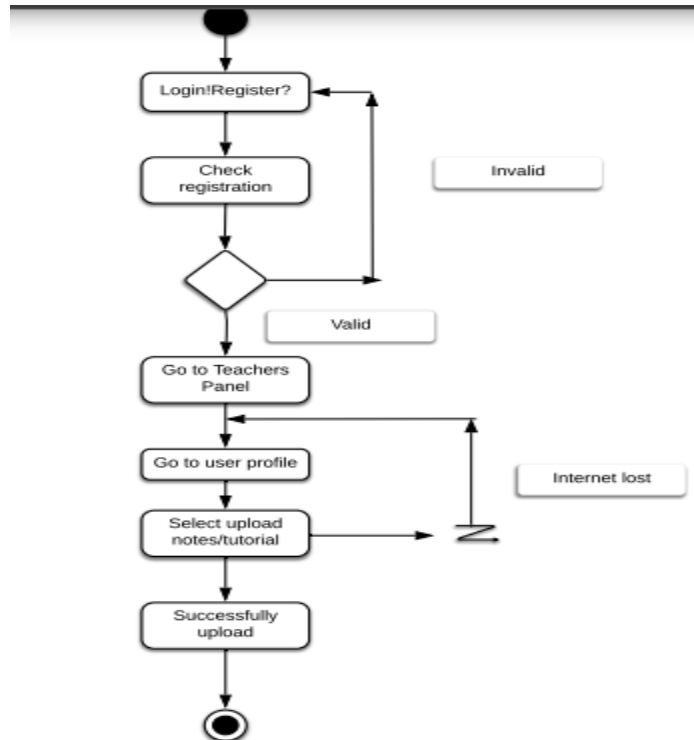 Login!Register?
Check
registration
Invalid
Valid
Go to Teachers
Panel
Go to user profile
Internet lost
Select upload
notes/tutorial
Successfully
upload